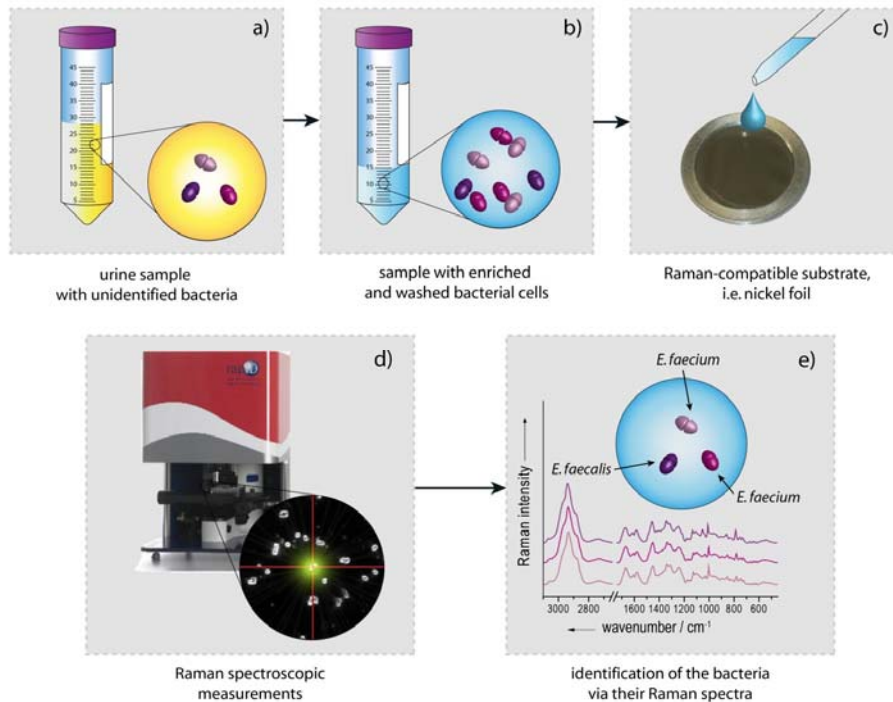 a)
45
40
35
30
25
20
15
10
5
urine sample
with unidentified bacteria
b)
45
40
35
30
25
20
15
10
5
sample with enriched
and washed bacterial cells
c)
Raman-compatible substrate,
i.e. nickel foil
d)
Raman spectroscopic
measurements
e)
E. faecium
E. faecalis
E. faecium
Raman intensity
3000 2800 1600 1400 1200 1000 800 600
wavenumber / cm⁻¹
identification of the bacteria
via their Raman spectra